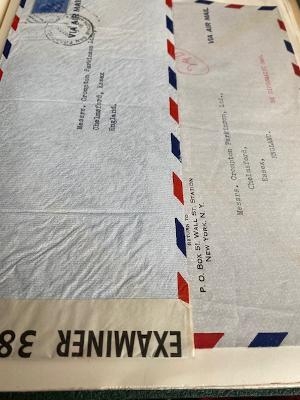 VIA AIR MAIL
Messrs. Crompton Parkinson Ltd.,
Chelmsford, Essex
England.
EXAMINER 38
VIA AIR MAIL
Messrs. Crompton Parkinson, Ltd.,
Chelmsford,
Essex,
ENGLAND.
RETURN TO
P. O. BOX 57, WALL ST. STATION
NEW YORK, N. Y.